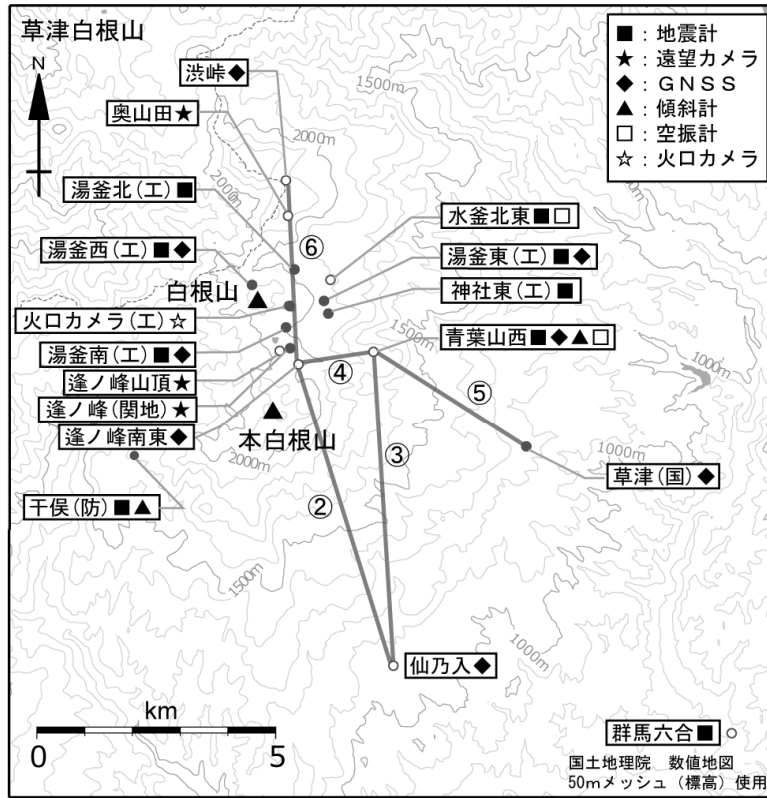 草津白根山
N
■：地震計
★：遠望カメラ
◆：ＧＮＳＳ
▲：傾斜計
□：空振計
☆：火口カメラ
渋峠◆
奥山田★
湯釜北(工)■
湯釜西(工)■◆
白根山
火口カメラ(工)☆
湯釜南(工)■◆
逢ノ峰山頂★
逢ノ峰(関地)★
逢ノ峰南東◆
本白根山
干俣(防)■▲
水釜北東■□
湯釜東(工)■◆
神社東(工)■
青葉山西■◆▲□
草津(国)◆
仙乃入◆
群馬六合■
⑥
④
⑤
③
②
1500m
2000m
2000m
1500m
1000m
1000m
2000m
1500m
1000m
km
0 5
国土地理院　数値地図
50mメッシュ（標高）使用